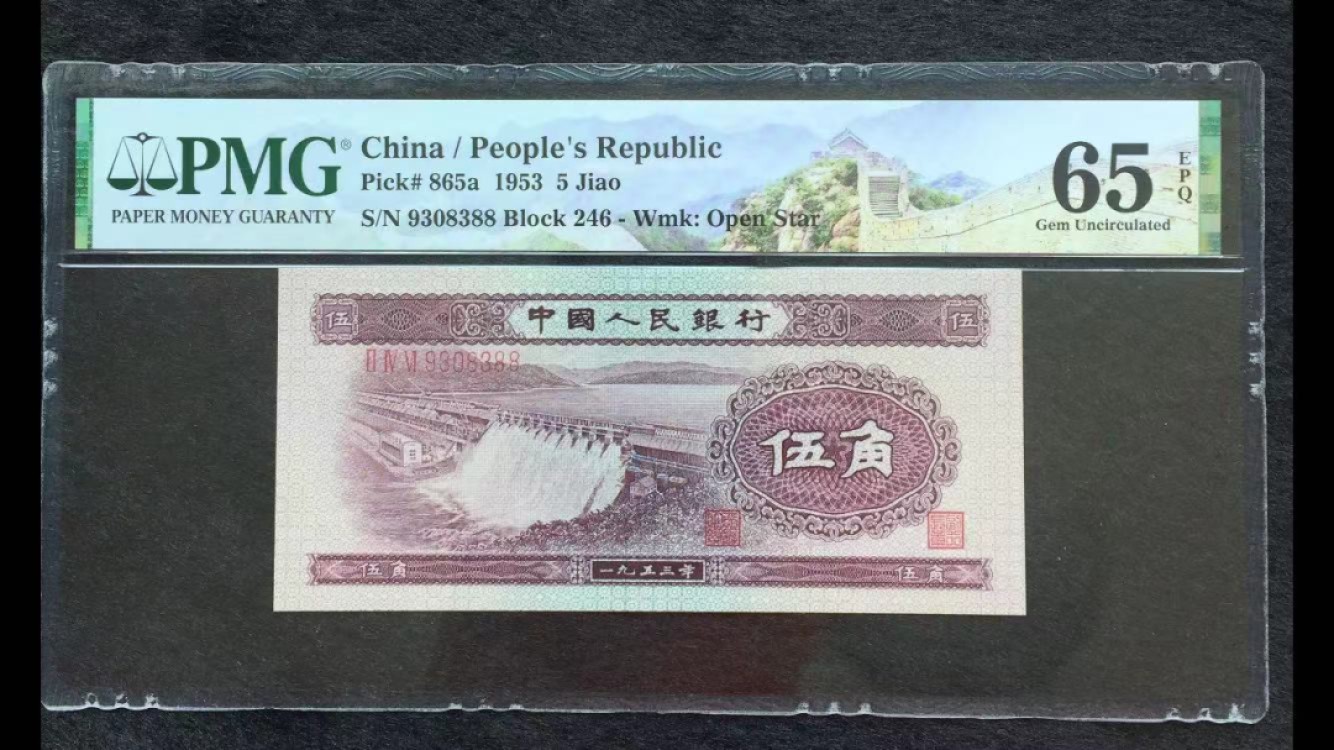 PMG®
PAPER MONEY GUARANTY
China / People's Republic
Pick# 865a 1953 5 Jiao
S/N 9308388 Block 246 - Wmk: Open Star
65 EPQ
Gem Uncirculated
伍 中國人民銀行 伍
II IV VI 9308388
伍角
伍角 一九五三年 伍角